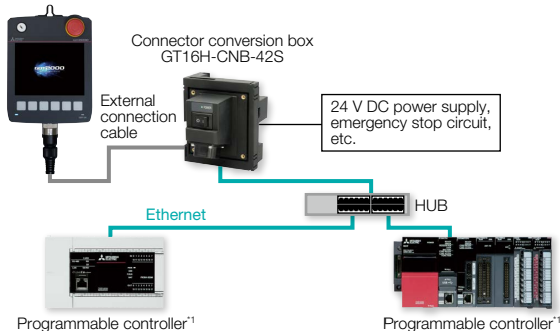 Connector conversion box
GT16H-CNB-42S
External
connection
cable
24 V DC power supply,
emergency stop circuit,
etc.
HUB
Ethernet
Programmable controller*1
Programmable controller*1